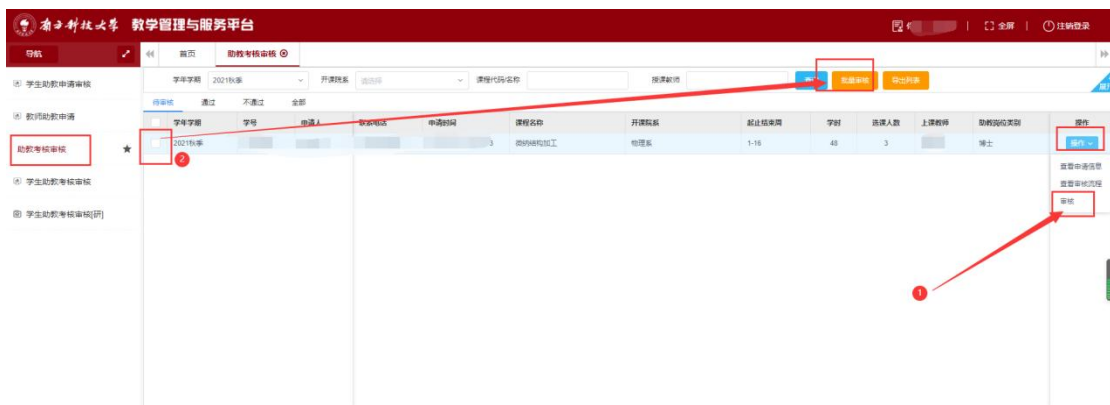 南方科技大学 教学管理与服务平台 全屏 注销登录
导航 首页 助教考核审核
学生助教申请审核
教师助教申请
助教考核审核
学生助教考核审核
学生助教考核审核[研]
学年学期 2021秋季 开课院系 请选择 课程代码/名称 授课教师 批量审核 导出列表
待审核 通过 不通过 全部
学年学期 学号 申请人 联系电话 申请时间 课程名称 开课院系 起止结束周 学时 选课人数 上课教师 助教岗位类别 操作
2021秋季 3 微纳结构加工 物理系 1-16 48 3 博士 操作
2
查看申请信息
查看审核流程
审核
1